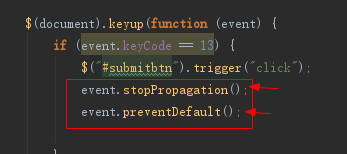 $(document).keyup(function (event) {
if (event.keyCode == 13) {
$("#submitbtn").trigger("click");
event.stopPropagation();
event.preventDefault();
}